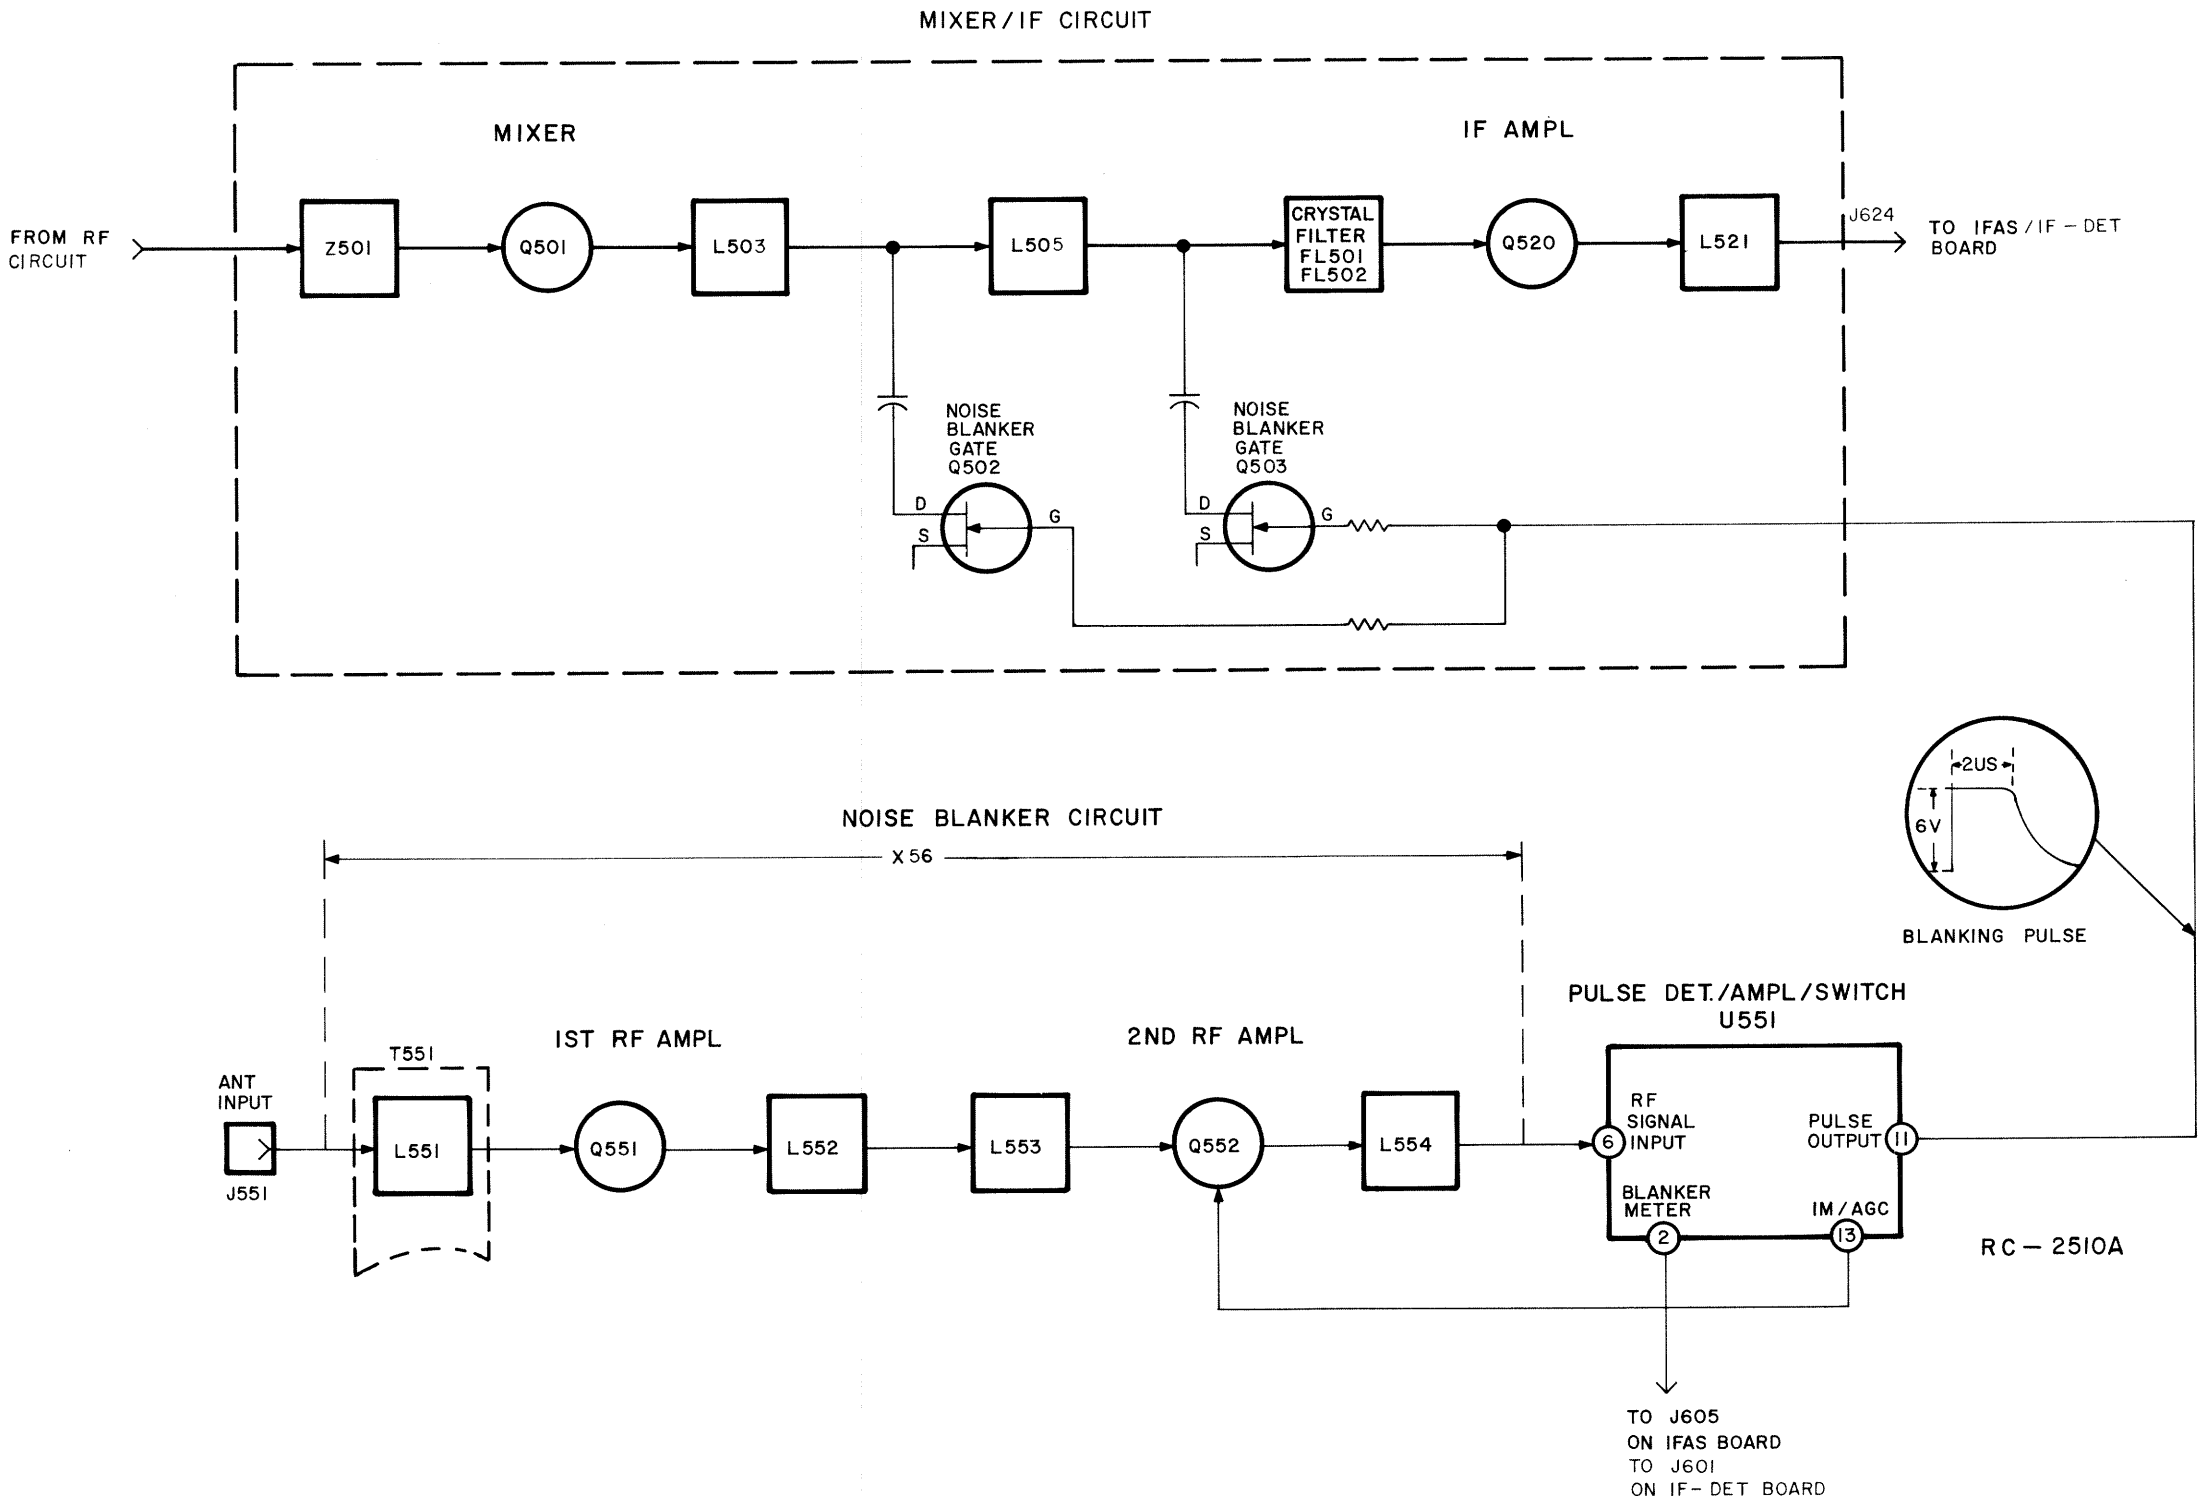 MIXER/IF CIRCUIT
MIXER
IF AMPL
FROM RF
CIRCUIT
Z501
Q501
L503
L505
CRYSTAL
FILTER
FL501
FL502
Q520
L521
J624
TO IFAS/IF-DET
BOARD
NOISE
BLANKER
GATE
Q502
D
S
G
NOISE
BLANKER
GATE
Q503
D
S
G
2US
6V
BLANKING PULSE
NOISE BLANKER CIRCUIT
X56
ANT
INPUT
J551
T551
L551
1ST RF AMPL
Q551
L552
L553
2ND RF AMPL
Q552
L554
PULSE DET./AMPL/SWITCH
U551
RF
SIGNAL
INPUT
6
PULSE
OUTPUT
11
BLANKER
METER
2
IM/AGC
13
RC-2510A
TO J605
ON IFAS BOARD
TO J601
ON IF-DET BOARD